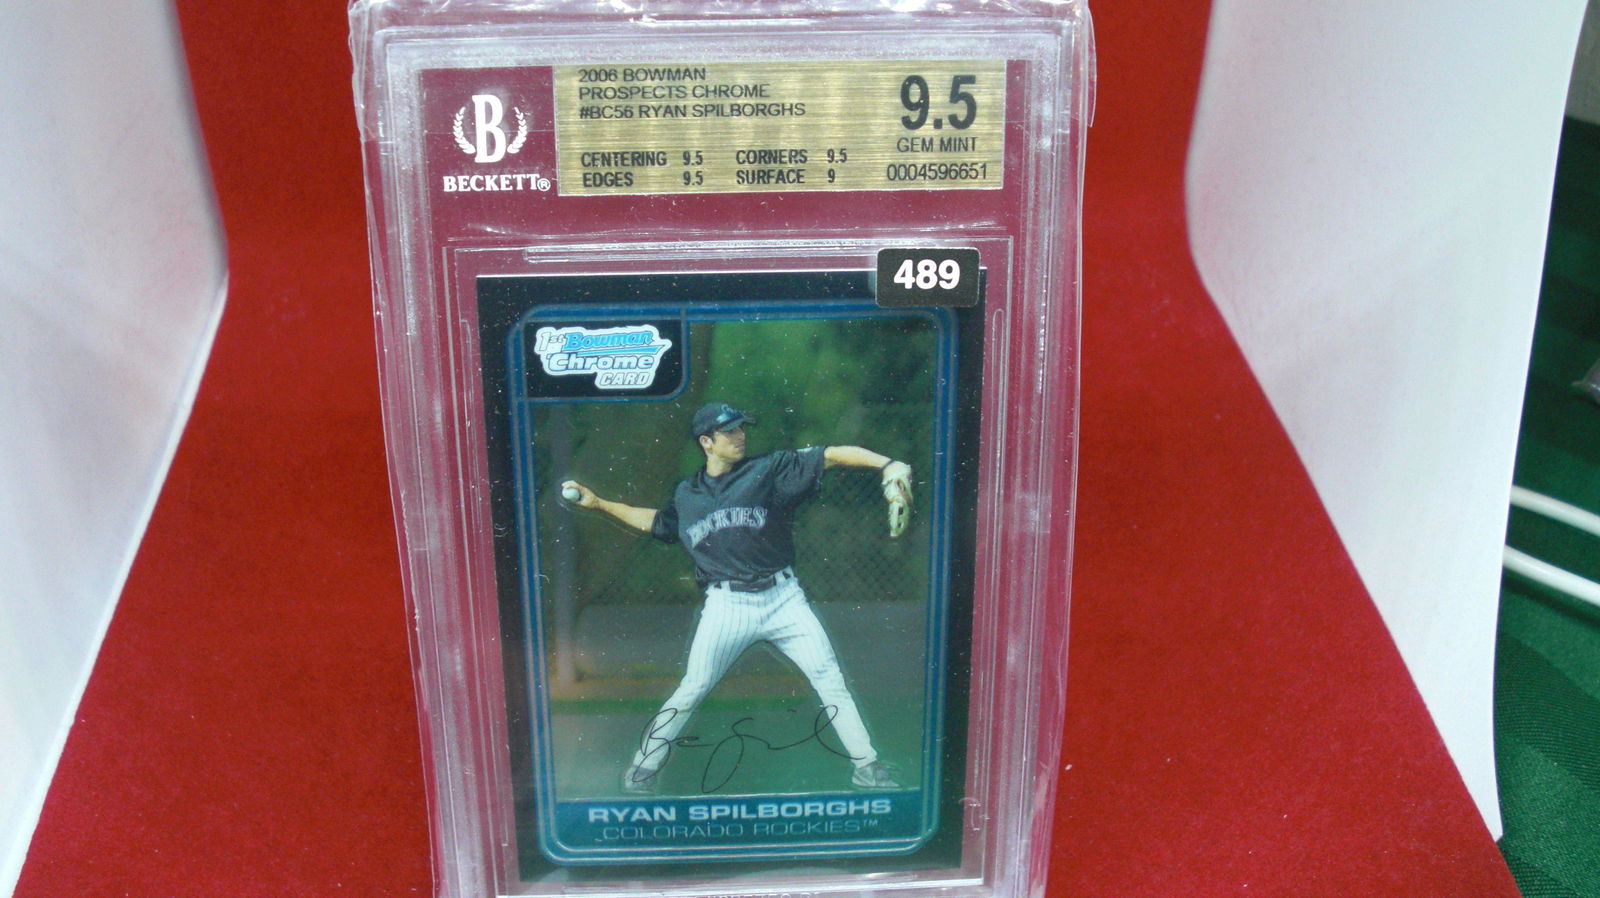 2006 BOWMAN
PROSPECTS CHROME
#BC56 RYAN SPILBORGHS
9.5
GEM MINT
CENTERING 9.5 CORNERS 9.5
EDGES 9.5 SURFACE 9
0004596651
B
BECKETT®
489
1st Bowman
Chrome
CARD
ROCKIES
RYAN SPILBORGHS
COLORADO ROCKIES™